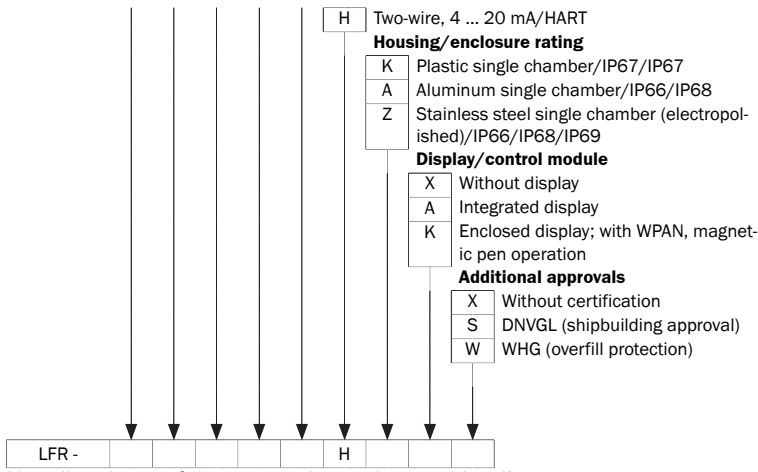 H Two-wire, 4 ... 20 mA/HART
Housing/enclosure rating
K Plastic single chamber/IP67/IP67
A Aluminum single chamber/IP66/IP68
Z Stainless steel single chamber (electropol-
ished)/IP66/IP68/IP69
Display/control module
X Without display
A Integrated display
K Enclosed display; with WPAN, magnet-
ic pen operation
Additional approvals
X Without certification
S DNVGL (shipbuilding approval)
W WHG (overfill protection)
LFR - H